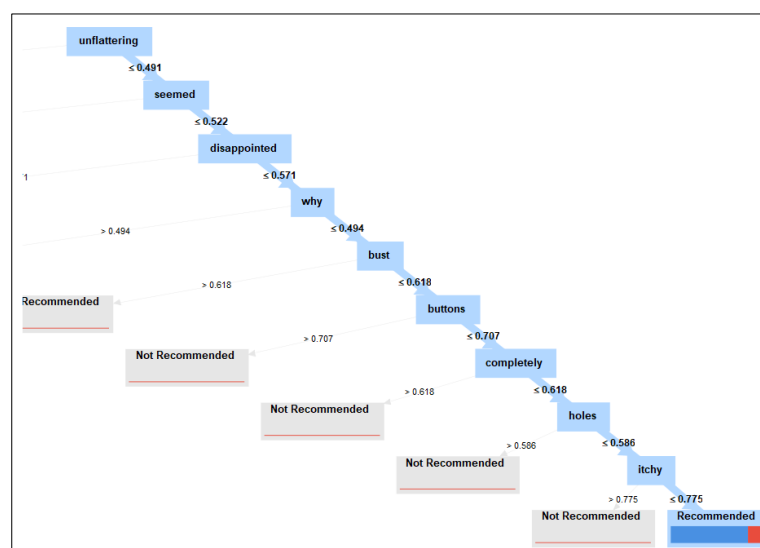 unflattering
≤ 0.491
seemed
≤ 0.522
disappointed
1
≤ 0.571
why
> 0.494
≤ 0.494
bust
> 0.618
≤ 0.618
Recommended
buttons
> 0.707
≤ 0.707
Not Recommended
completely
> 0.618
≤ 0.618
Not Recommended
holes
> 0.586
≤ 0.586
Not Recommended
itchy
> 0.775
≤ 0.775
Not Recommended
Recommended